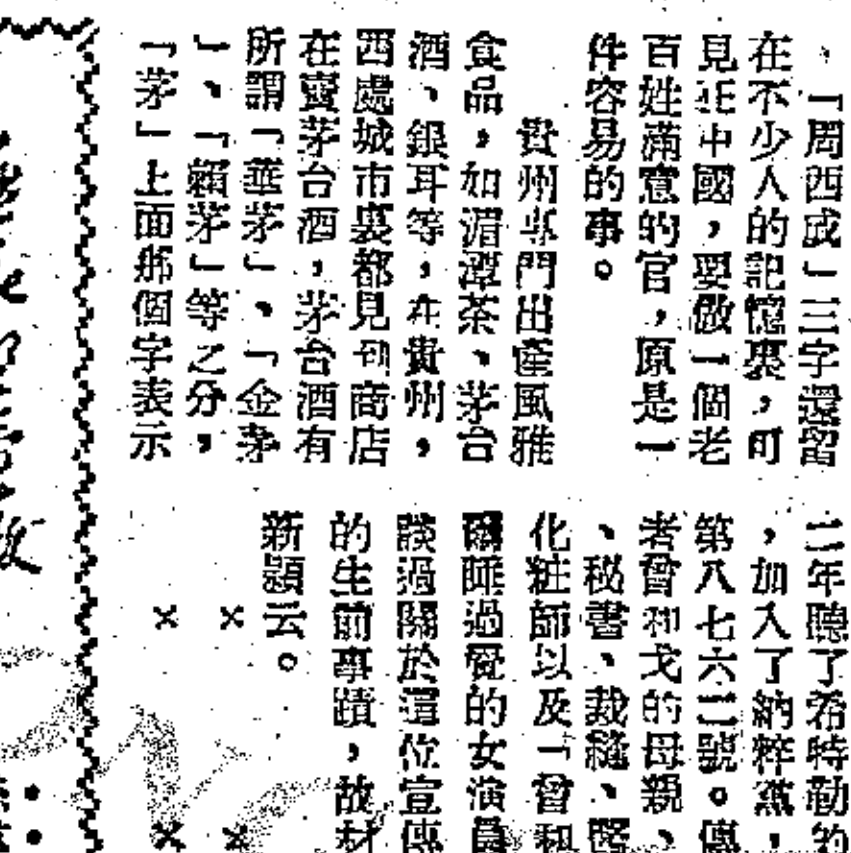 、「周西成」三字還留
在不少人的記憶裏，可
見在中國，要做一個老
百姓滿意的官，原是一
件容易的事。
貴州專門出產風雅
食品，如湄潭茶、茅台
酒、銀耳等，在貴州，
西處城市裏都見到商店
在賣茅台酒，茅台酒有
所謂「華茅」、「金茅
」、「賴茅」等之分，
「茅」上面那個字表示
二年聽了希特勒的
，加入了納粹黨，
第八七六二號。傳
者曾和戈的母親、
、秘書、裁縫、醫
化粧師以及「曾和
爾睡過覺的女演員
談過關於這位宣傳
的生前事蹟，故材
新穎云。
× ×
× ×